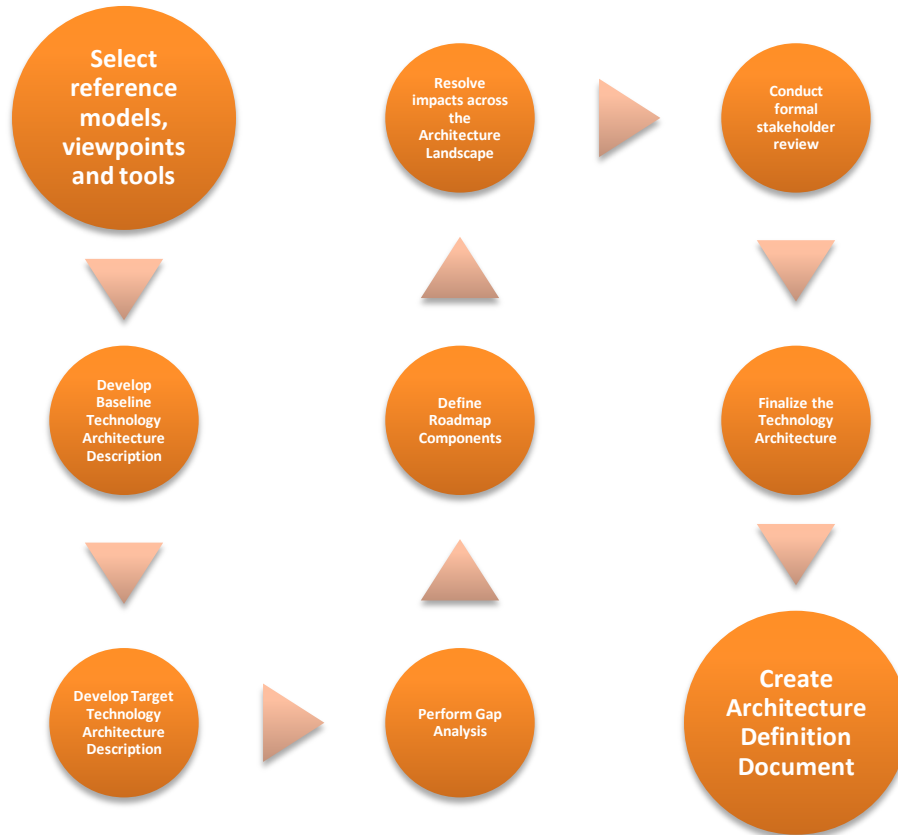 Select
reference
models,
viewpoints
and tools
Develop
Baseline
Technology
Architecture
Description
Develop Target
Technology
Architecture
Description
Perform Gap
Analysis
Define
Roadmap
Components
Resolve
impacts across
the
Architecture
Landscape
Conduct
formal
stakeholder
review
Finalize the
Technology
Architecture
Create
Architecture
Definition
Document